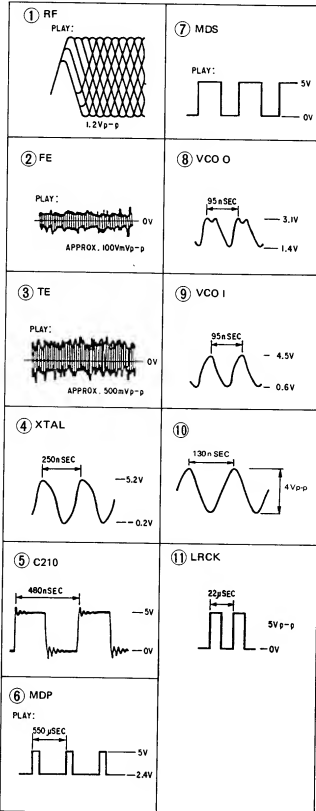 ① RF
PLAY:
1.2Vp-p
② FE
PLAY:
0V
APPROX. 100VmVp-p
③ TE
PLAY:
0V
APPROX. 500mVp-p
④ XTAL
250nSEC
5.2V
-0.2V
⑤ C210
480nSEC
5V
0V
⑥ MDP
PLAY:
550 μSEC
5V
2.4V
⑦ MDS
PLAY:
5V
0V
⑧ VCO O
95nSEC
3.1V
1.4V
⑨ VCO I
95nSEC
4.5V
0.6V
⑩
130nSEC
4Vp-p
⑪ LRCK
22μSEC
5Vp-p
0V